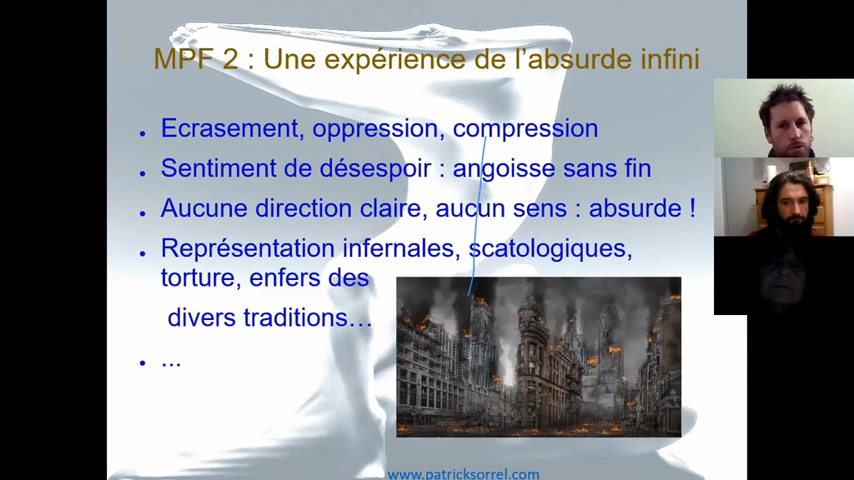 MPF 2 : Une expérience de l'absurde infini
Ecrasement, oppression, compression
Sentiment de désespoir : angoisse sans fin
Aucune direction claire, aucun sens : absurde !
Représentation infernales, scatologiques,
torture, enfers des
divers traditions…
...
www.patricksorrel.com